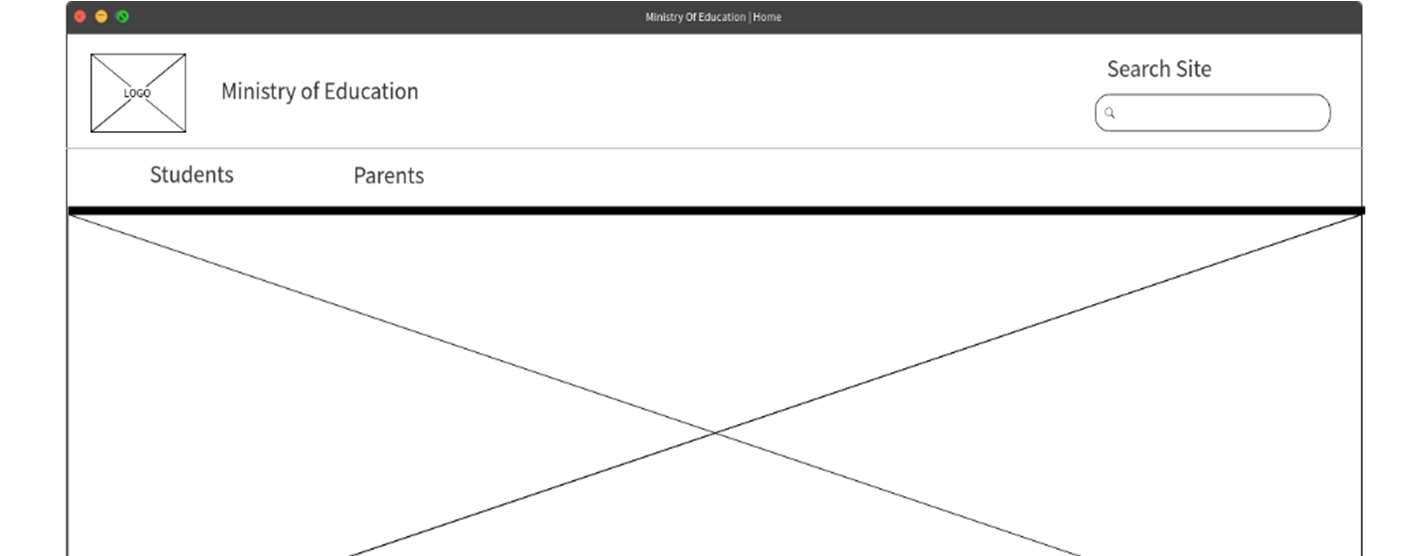 Ministry Of Education | Home
LOGO
Ministry of Education
Search Site
Students
Parents